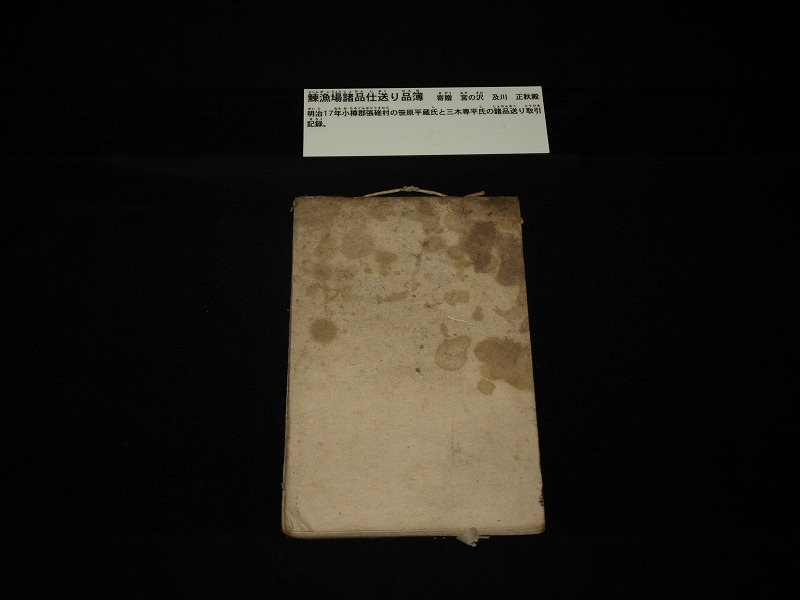 鰊漁場諸品仕送り品簿　寄贈　宮の沢　及川　正秋殿
明治17年小樽郡張碓村の笹原平蔵氏と三木専平氏の諸品送り取引
記録。